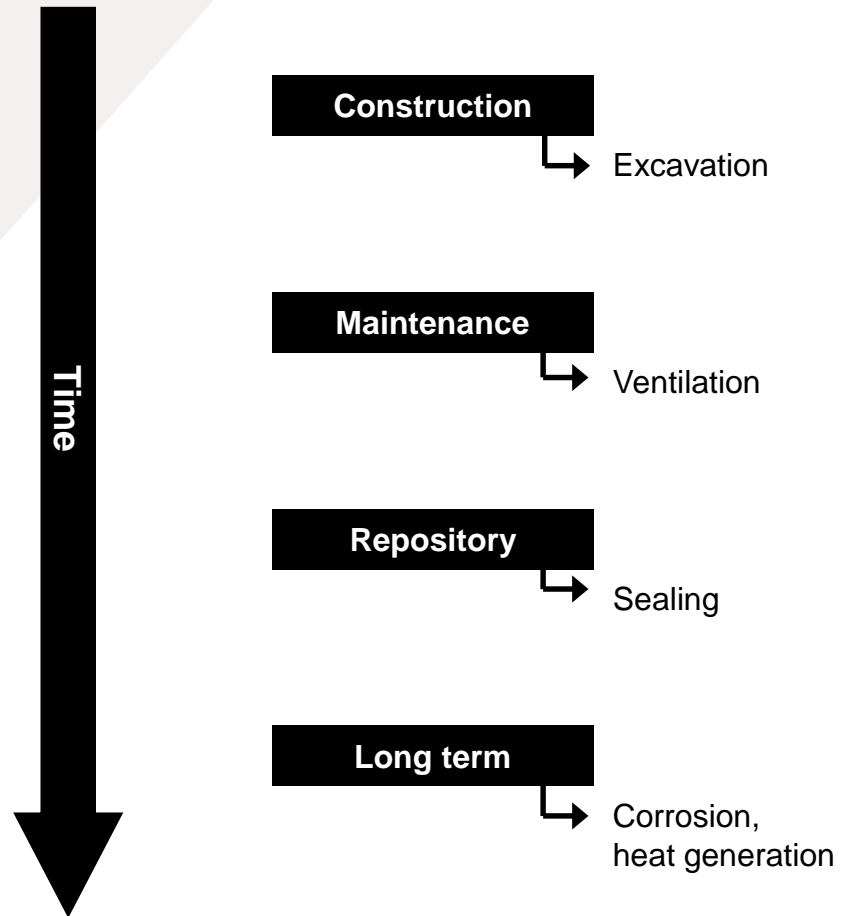 Time
Construction
Excavation
Maintenance
Ventilation
Repository
Sealing
Long term
Corrosion,
heat generation